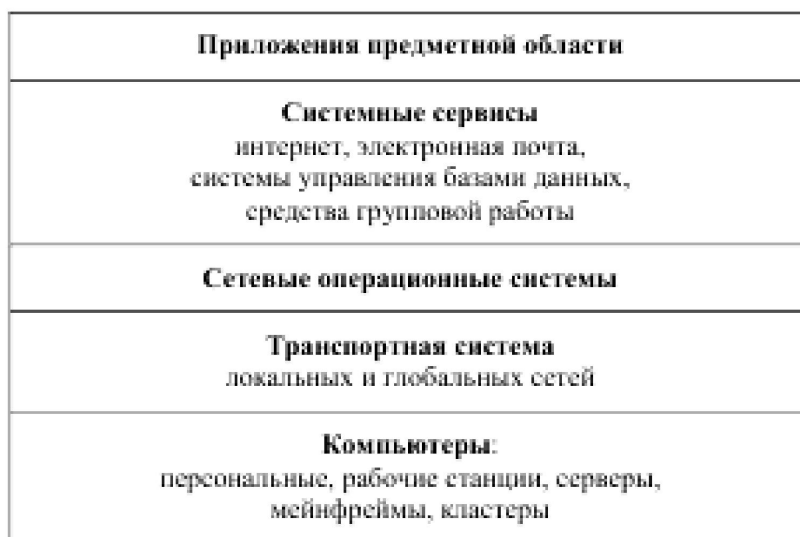 Приложения предметной области
Системные сервисы
интернет, электронная почта,
системы управления базами данных,
средства групповой работы
Сетевые операционные системы
Транспортная система
локальных и глобальных сетей
Компьютеры:
персональные, рабочие станции, серверы,
мейнфреймы, кластеры